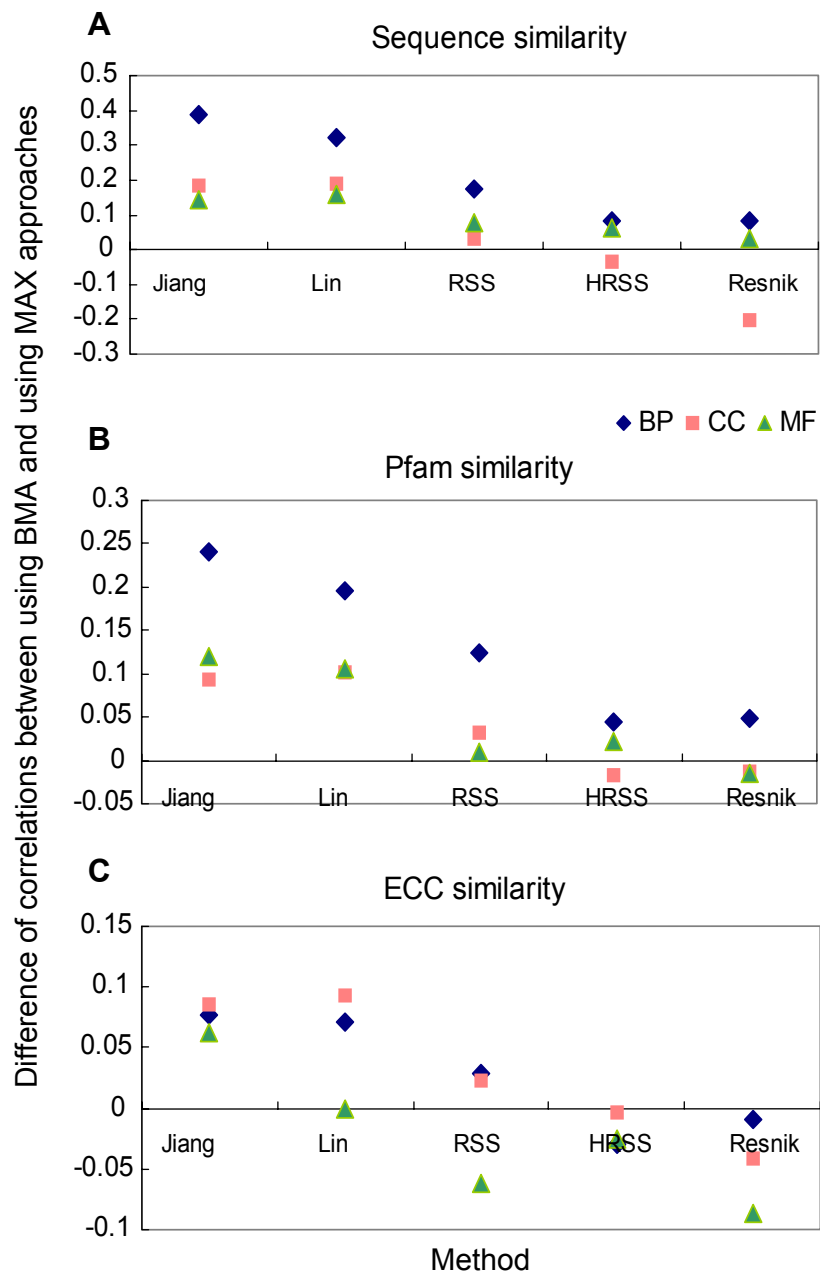 Difference of correlations between using BMA and using MAX approaches
A
Sequence similarity
0.5
0.4
0.3
0.2
0.1
0
-0.1
-0.2
-0.3
Jiang Lin RSS HRSS Resnik
BP CC MF
B
Pfam similarity
0.3
0.25
0.2
0.15
0.1
0.05
0
-0.05
Jiang Lin RSS HRSS Resnik
C
ECC similarity
0.15
0.1
0.05
0
-0.05
-0.1
Jiang Lin RSS HRSS Resnik
Method